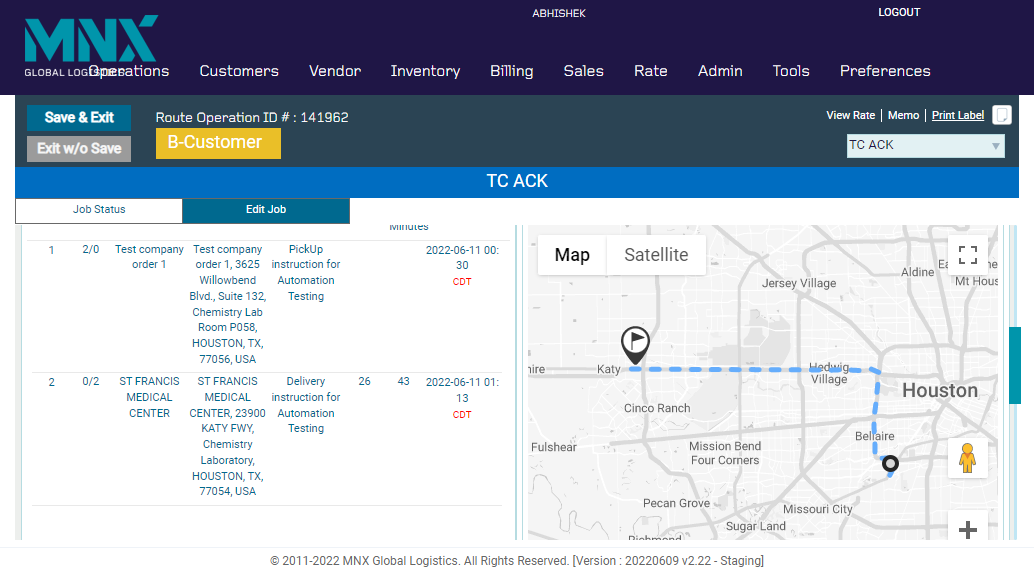 ABHISHEK
LOGOUT
MNX
GLOBAL LOGISTICS
Operations Customers Vendor Inventory Billing Sales Rate Admin Tools Preferences
Save & Exit
Exit w/o Save
Route Operation ID # : 141962
B-Customer
View Rate | Memo | Print Label
TC ACK
TC ACK
Job Status
Edit Job
Minutes
1 2/0 Test company Test company PickUp 2022-06-11 00:
order 1 order 1, 3625 instruction for 30
Willowbend Automation CDT
Blvd., Suite 132, Testing
Chemistry Lab
Room P058,
HOUSTON, TX,
77056, USA
2 0/2 ST FRANCIS ST FRANCIS Delivery 26 43 2022-06-11 01:
MEDICAL MEDICAL instruction for 13
CENTER CENTER, 23900 Automation CDT
KATY FWY, Testing
Chemistry
Laboratory,
HOUSTON, TX,
77054, USA
Map
Satellite
Jersey Village
Aldine
Mt Hous
Katy
Hedwig
Village
Houston
Cinco Ranch
Bellaire
Fulshear
Mission Bend
Four Corners
Pecan Grove
Missouri City
Sugar Land
Richmond
© 2011-2022 MNX Global Logistics. All Rights Reserved. [Version : 20220609 v2.22 - Staging]